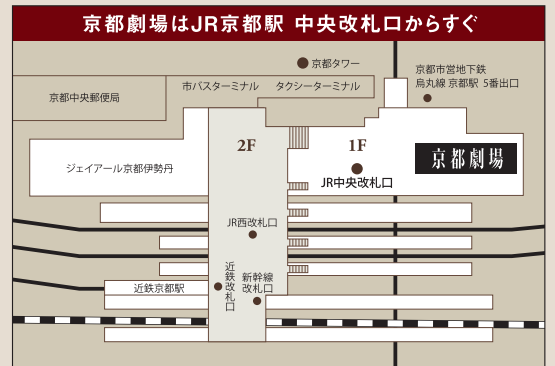 京都劇場はJR京都駅 中央改札口からすぐ
京都タワー
京都市営地下鉄
烏丸線 京都駅 5番出口
市バスターミナル
タクシーターミナル
京都中央郵便局
2F
1F
京都劇場
ジェイアール京都伊勢丹
JR中央改札口
JR西改札口
近鉄改札口
新幹線
改札口
近鉄京都駅